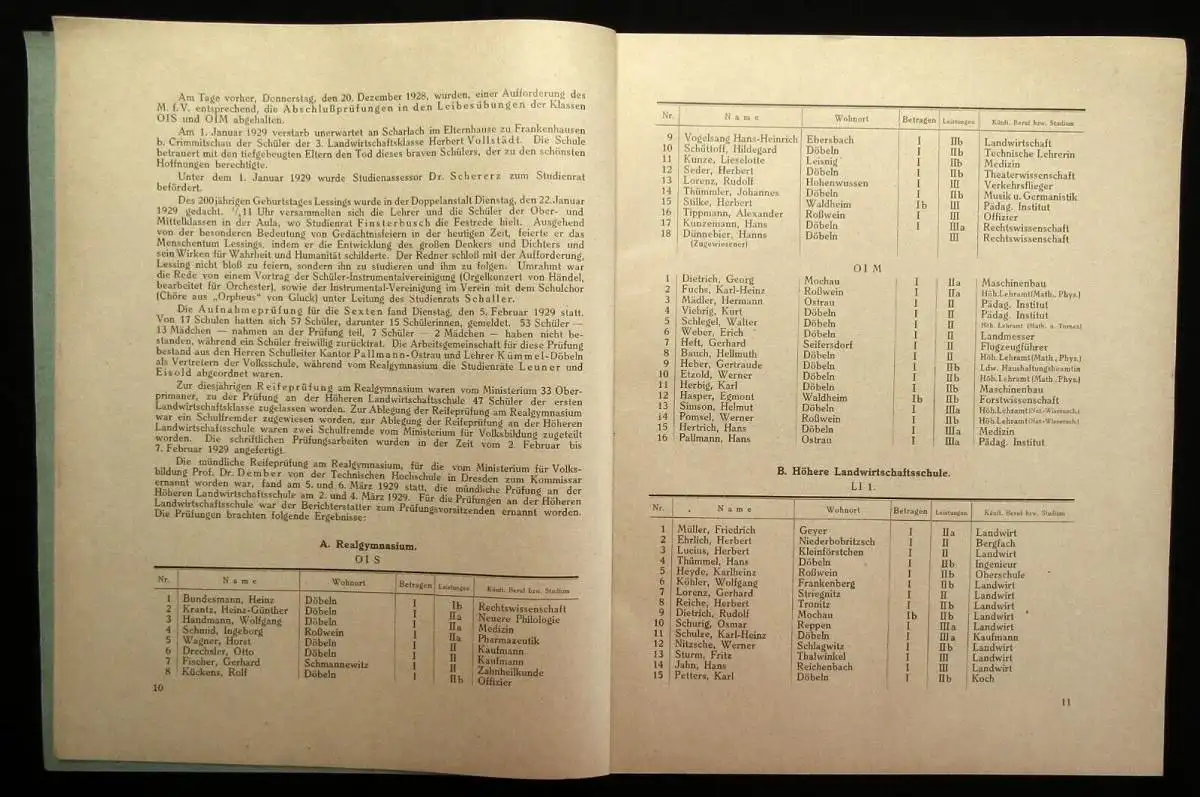 Am Tage vorher, Donnerstag, den 20. Dezember 1928, wurden, einer Aufforderung des
M. f. V. entsprechend, die Abschlußprüfungen in den Leibesübungen der Klassen
OIS und OIM abgehalten.
Am 1. Januar 1929 verstarb unerwartet an Scharlach im Elternhause zu Frankenhausen
b. Crimmitschau der Schüler der 3. Landwirtschaftsklasse Herbert Vollstädt. Die Schule
betrauert mit den tiefgebeugten Eltern den Tod dieses braven Schülers, der zu den schönsten
Hoffnungen berechtigte.
Unter dem 1. Januar 1929 wurde Studienassessor Dr. Schererz zum Studienrat
befördert.
Des 200jährigen Geburtstages Lessings wurde in der Doppelanstalt Dienstag, den 22. Januar
1929 gedacht. ½11 Uhr versammelten sich die Lehrer und die Schüler der Ober- und
Mittelklassen in der Aula, wo Studienrat Finsterbusch die Festrede hielt. Ausgehend
von der besonderen Bedeutung von Gedächtnisfeiern in der heutigen Zeit, feierte er das
Menschentum Lessings, indem er die Entwicklung des großen Denkers und Dichters und
sein Wirken für Wahrheit und Humanität schilderte. Der Redner schloß mit der Aufforderung,
Lessing nicht bloß zu feiern, sondern ihn zu studieren und ihm zu folgen. Umrahmt war
die Rede von einem Vortrag der Schüler-Instrumentalvereinigung (Orgelkonzert von Händel,
bearbeitet für Orchester), sowie der Instrumental-Vereinigung im Verein mit dem Schulchor
(Chöre aus „Orpheus“ von Gluck) unter Leitung des Studienrats Schaller.
Die Aufnahmeprüfung für die Sexten fand Dienstag, den 5. Februar 1929 statt.
Von 17 Schulen hatten sich 57 Schüler, darunter 15 Schülerinnen, gemeldet. 53 Schüler —
13 Mädchen — nahmen an der Prüfung teil, 7 Schüler — 2 Mädchen — haben nicht be-
standen, während ein Schüler freiwillig zurücktrat. Die Arbeitsgemeinschaft für diese Prüfung
bestand aus den Herren Schulleiter Kantor Pallmann-Ostrau und Lehrer Kümmel-Döbeln
als Vertretern der Volksschule, während vom Realgymnasium die Studienräte Leuner und
Eisold abgeordnet waren.
Zur diesjährigen Reifeprüfung am Realgymnasium waren vom Ministerium 33 Ober-
primaner, zu der Prüfung an der Höheren Landwirtschaftsschule 47 Schüler der ersten
Landwirtschaftsklasse zugelassen worden. Zur Ablegung der Reifeprüfung am Realgymnasium
war ein Schulfremder zugewiesen worden, zur Ablegung der Reifeprüfung an der Höheren
Landwirtschaftsschule waren zwei Schulfremde vom Ministerium für Volksbildung zugeteilt
worden. Die schriftlichen Prüfungsarbeiten wurden in der Zeit vom 2. Februar bis
7. Februar 1929 angefertigt.
Die mündliche Reifeprüfung am Realgymnasium, für die vom Ministerium für Volks-
bildung Prof. Dr. Dember von der Technischen Hochschule in Dresden zum Kommissar
ernannt worden war, fand am 5. und 6. März 1929 statt, die mündliche Prüfung an der
Höheren Landwirtschaftsschule am 2. und 4. März 1929. Für die Prüfungen an der Höheren
Landwirtschaftsschule war der Berichterstatter zum Prüfungsvorsitzenden ernannt worden.
Die Prüfungen brachten folgende Ergebnisse:
A. Realgymnasium.
OIS
Nr. Name Wohnort Betragen Leistungen Künft. Beruf bzw. Studium
1 Bundesmann, Heinz Döbeln I Ib Rechtswissenschaft
2 Krantz, Heinz-Günther Döbeln I IIa Neuere Philologie
3 Handmann, Wolfgang Döbeln I IIa Medizin
4 Schmid, Ingeborg Roßwein I IIa Pharmazeutik
5 Wagner, Horst Döbeln I II Kaufmann
6 Drechsler, Otto Döbeln I II Kaufmann
7 Fischer, Gerhard Schmannewitz I II Zahnheilkunde
8 Kückens, Rolf Döbeln I IIb Offizier
10
Nr. Name Wohnort Betragen Leistungen Künft. Beruf bzw. Studium
9 Vogelsang Hans-Heinrich Ebersbach I IIb Landwirtschaft
10 Schüttoff, Hildegard Döbeln I IIb Technische Lehrerin
11 Kunze, Lieselotte Leisnig I IIb Medizin
12 Seder, Herbert Döbeln I IIb Theaterwissenschaft
13 Lorenz, Rudolf Hohenwussen I III Verkehrsflieger
14 Thümmler, Johannes Döbeln I IIb Musik u. Germanistik
15 Stilke, Herbert Waldheim Ib III Pädag. Institut
16 Tippmann, Alexander Roßwein I III Offizier
17 Kunzemann, Hans Döbeln I IIIa Rechtswissenschaft
18 Dünnebier, Hanns Döbeln III Rechtswissenschaft
(Zugewiesener)
OIM
1 Dietrich, Georg Mochau I IIa Maschinenbau
2 Fuchs, Karl-Heinz Roßwein I IIa Höh. Lehramt (Math., Phys.)
3 Mädler, Hermann Ostrau I II Pädag. Institut
4 Viehrig, Kurt Döbeln I II Pädag. Institut
5 Schlegel, Walter Döbeln I II Höh. Lehramt (Math. u. Turnen)
6 Weber, Erich Döbeln I II Landmesser
7 Heft, Gerhard Seifersdorf I II Flugzeugführer
8 Bauch, Hellmuth Döbeln I II Höh. Lehramt (Math., Phys.)
9 Heber, Gertraude Döbeln I IIb Ldw. Haushaltungsbeamtin
10 Etzold, Werner Döbeln I IIb Höh. Lehramt (Math., Phys.)
11 Herbig, Karl Döbeln I IIb Maschinenbau
12 Hasper, Egmont Waldheim Ib IIb Forstwissenschaft
13 Simson, Helmut Döbeln I IIIa Höh. Lehramt (Nat.-Wissensch.)
14 Pomsel, Werner Roßwein I IIb Höh. Lehramt (Nat.-Wissensch.)
15 Hertrich, Hans Döbeln I IIIa Medizin
16 Pallmann, Hans Ostrau I IIIa Pädag. Institut
B. Höhere Landwirtschaftsschule.
LI 1.
Nr. Name Wohnort Betragen Leistungen Künft. Beruf bzw. Studium
1 Müller, Friedrich Geyer I IIa Landwirt
2 Ehrlich, Herbert Niederbobritzsch I II Bergfach
3 Lucius, Herbert Kleinförstchen I II Landwirt
4 Thümmel, Hans Döbeln I IIb Ingenieur
5 Heyde, Karlheinz Roßwein I IIb Oberschule
6 Köhler, Wolfgang Frankenberg I IIb Landwirt
7 Lorenz, Gerhard Striegnitz I II Landwirt
8 Reiche, Herbert Tronitz I IIb Landwirt
9 Dietrich, Rudolf Mochau Ib IIb Landwirt
10 Schurig, Osmar Reppen I IIIa Landwirt
11 Schulze, Karl-Heinz Döbeln I IIIa Kaufmann
12 Nitzsche, Werner Schlagwitz I IIb Landwirt
13 Sturm, Fritz Thalwinkel I III Landwirt
14 Jahn, Hans Reichenbach I III Landwirt
15 Petters, Karl Döbeln I IIb Koch
11